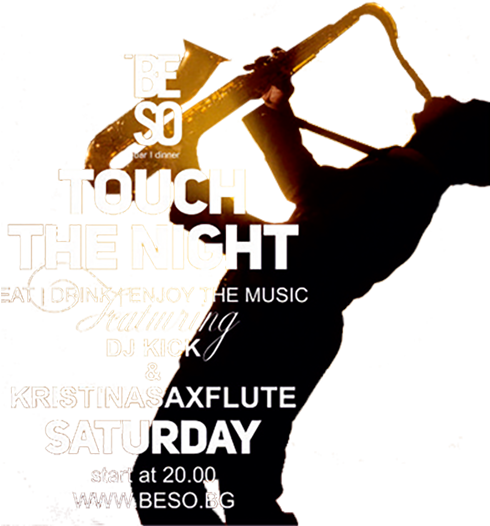 BE
SO
bar | dinner
TOUCH
THE NIGHT
EAT | DRINK | ENJOY THE MUSIC
Featuring
DJ KICK
&
KRISTINASAXFLUTE
SATURDAY
start at 20.00
WWW.BESO.BG